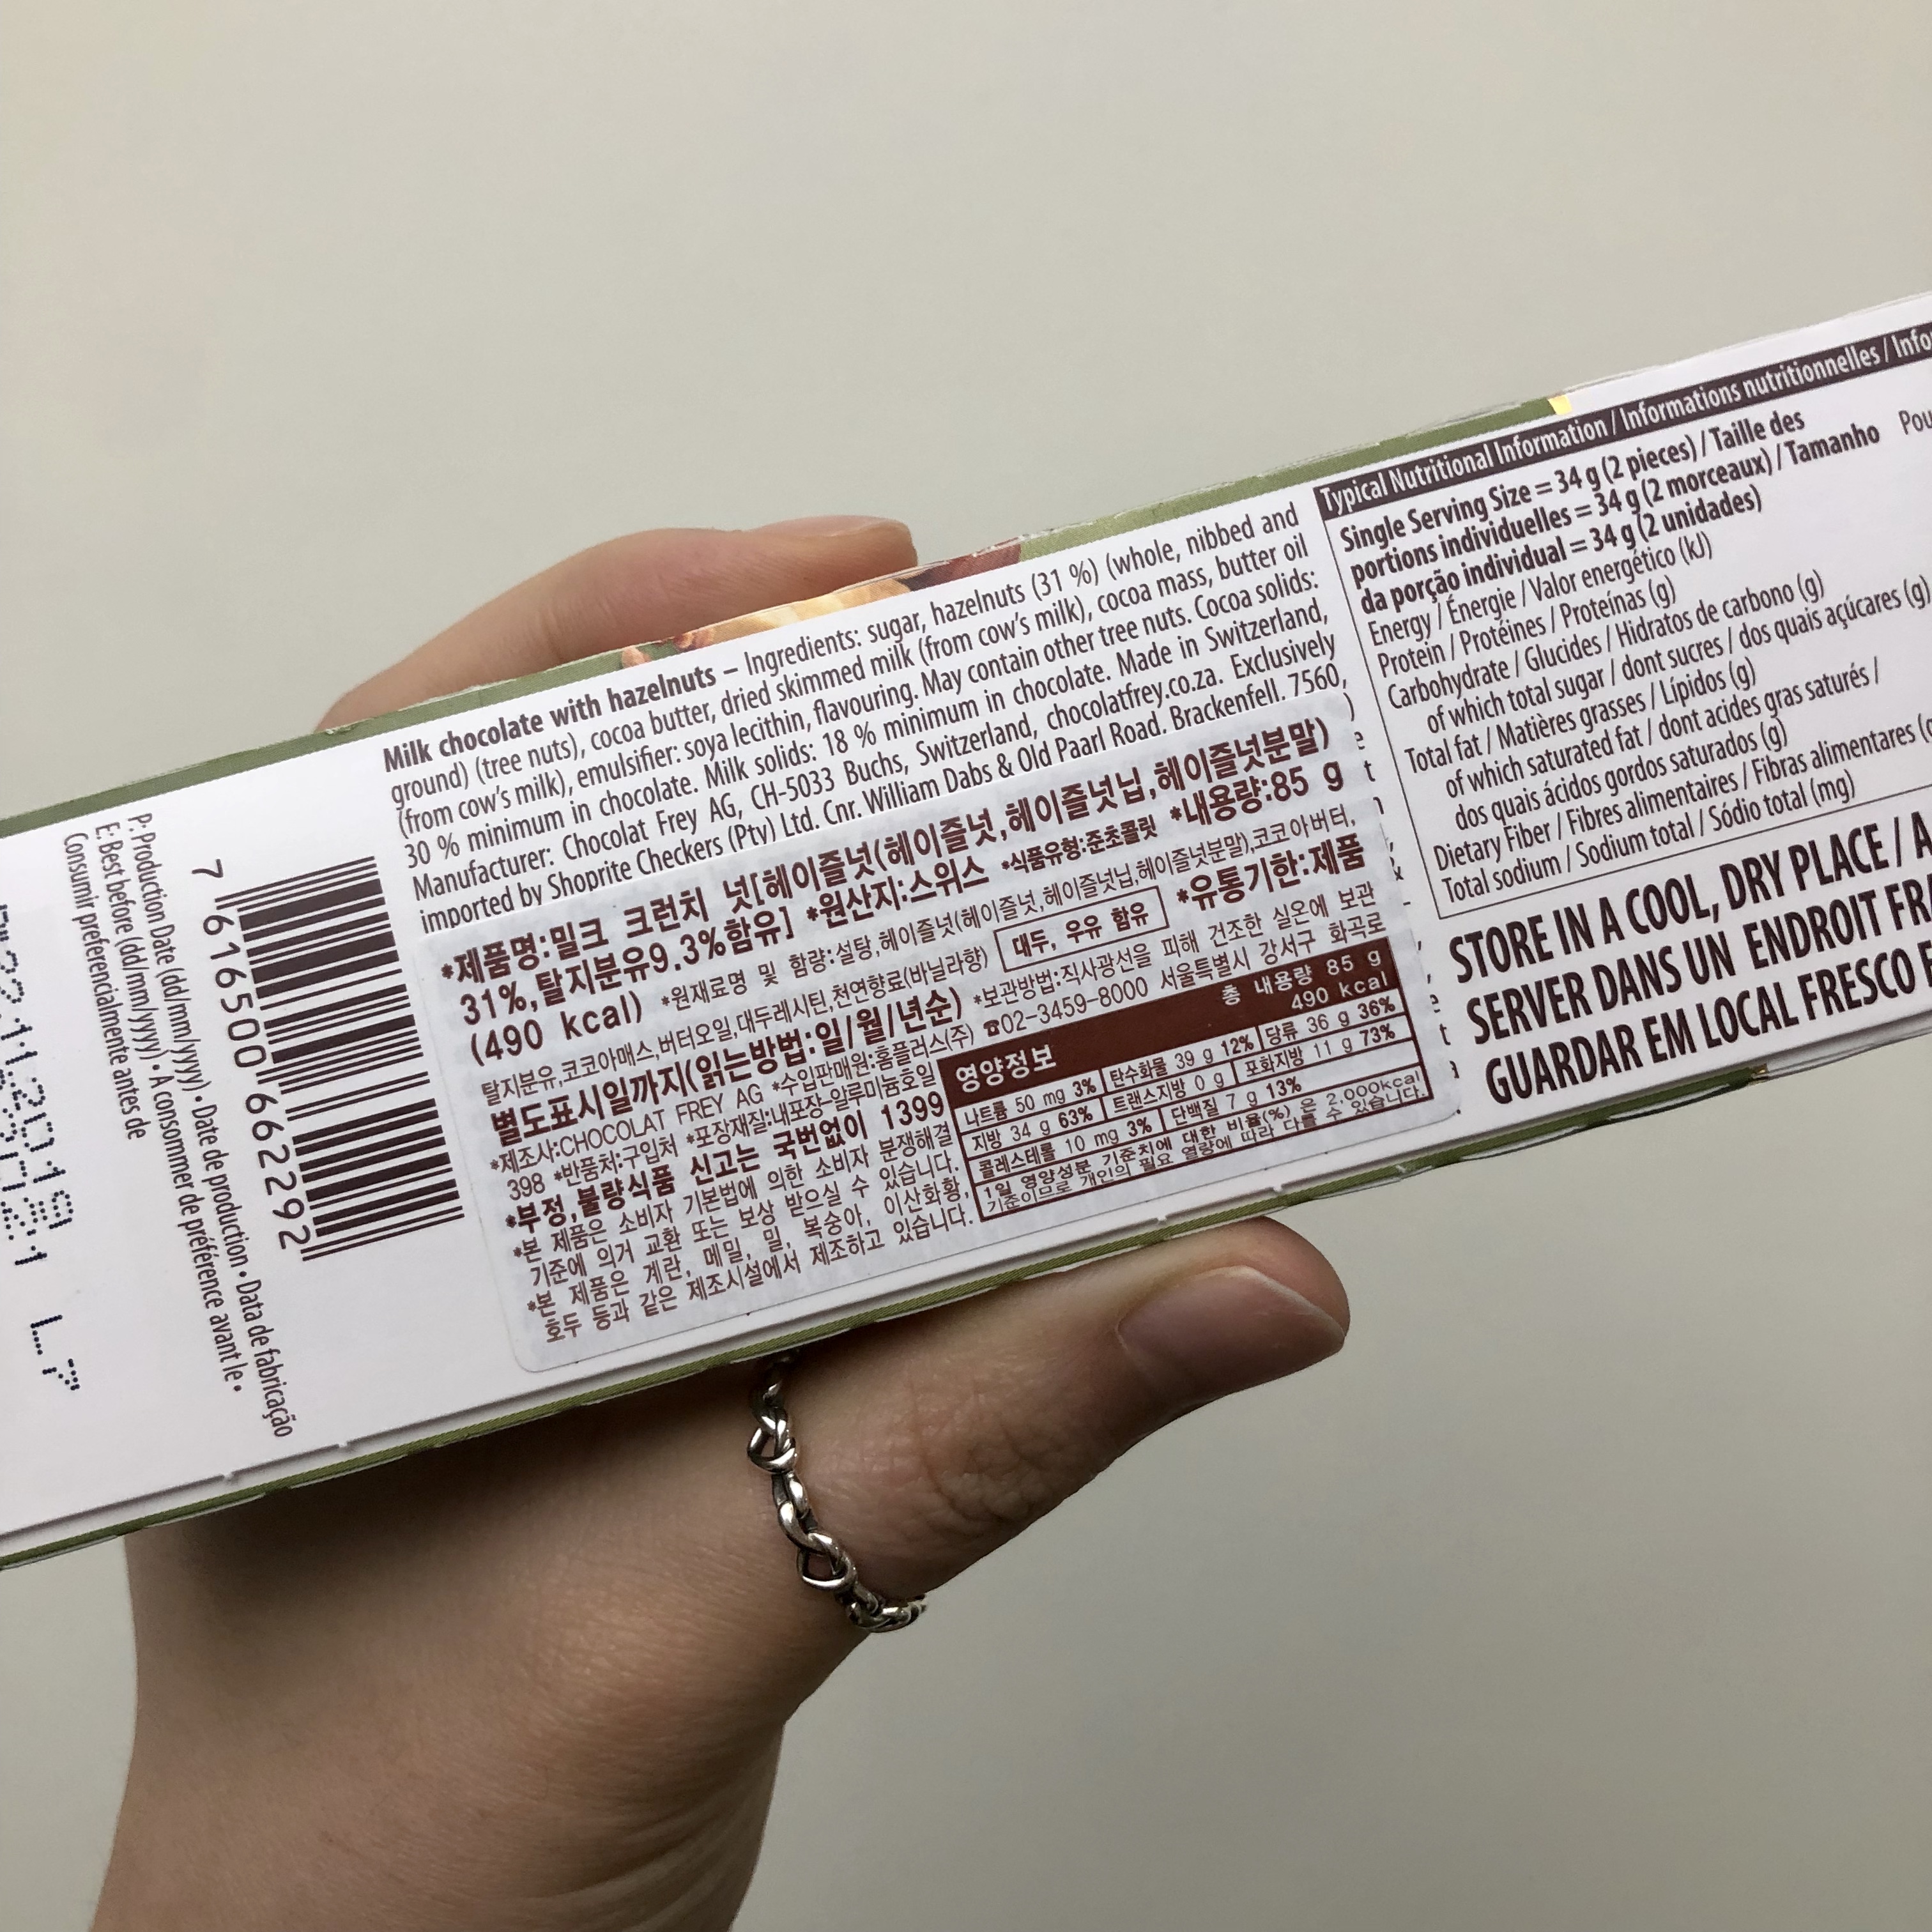 Milk chocolate with hazelnuts – Ingredients: sugar, hazelnuts (31 %) (whole, nibbed and
ground) (tree nuts), cocoa butter, dried skimmed milk (from cow's milk), cocoa mass, butter oil
(from cow's milk), emulsifier: soya lecithin, flavouring. May contain other tree nuts. Cocoa solids:
30 % minimum in chocolate. Milk solids: 18 % minimum in chocolate. Made in Switzerland,
Manufacturer: Chocolat Frey AG, CH-5033 Buchs, Switzerland, chocolatfrey.co.za. Exclusively
imported by Shoprite Checkers (Pty) Ltd. Cnr. William Dabs & Old Paarl Road. Brackenfell. 7560,
*제품명:밀크 크런치 넛[헤이즐넛(헤이즐넛,헤이즐넛닙,헤이즐넛분말)
31%,탈지분유9.3%함유] *원산지:스위스 *식품유형:준초콜릿 *내용량:85 g
(490 kcal) *원재료명 및 함량:설탕,헤이즐넛(헤이즐넛,헤이즐넛닙,헤이즐넛분말),코코아버터,
탈지분유,코코아매스,버터오일,대두레시틴,천연향료(바닐라향) 대두, 우유 함유 *유통기한:제품
별도표시일까지(읽는방법:일/월/년순) *보관방법:직사광선을 피해 건조한 실온에 보관
*제조사:CHOCOLAT FREY AG *수입판매원:홈플러스(주) ☎02-3459-8000 서울특별시 강서구 화곡로
398 *반품처:구입처 *포장재질:내포장-알루미늄호일
*부정,불량식품 신고는 국번없이 1399
*본 제품은 소비자 기본법에 의한 소비자 분쟁해결
기준에 의거 교환 또는 보상 받으실 수 있습니다.
*본 제품은 계란, 메밀, 밀, 복숭아, 이산화황,
호두 등과 같은 제조시설에서 제조하고 있습니다.
영양정보 총 내용량 85 g
490 kcal
나트륨 50 mg 3% 탄수화물 39 g 12% 당류 36 g 36%
지방 34 g 63% 트랜스지방 0 g 포화지방 11 g 73%
콜레스테롤 10 mg 3% 단백질 7 g 13%
1일 영양성분 기준치에 대한 비율(%)은 2,000kcal
기준이므로 개인의 필요 열량에 따라 다를 수 있습니다.
Typical Nutritional Information / Informations nutritionnelles /
Single Serving Size = 34 g (2 pieces) / Taille des
portions individuelles = 34 g (2 morceaux) / Tamanho
da porção individual = 34 g (2 unidades)
Energy / Énergie / Valor energético (kJ)
Protein / Protéines / Proteínas (g)
Carbohydrate / Glucides / Hidratos de carbono (g)
of which total sugar / dont sucres / dos quais açúcares (g)
Total fat / Matières grasses / Lípidos (g)
of which saturated fat / dont acides gras saturés /
dos quais ácidos gordos saturados (g)
Dietary Fiber / Fibres alimentaires / Fibras alimentares
Total sodium / Sodium total / Sódio total (mg)
STORE IN A COOL, DRY PLACE /
SERVER DANS UN ENDROIT
GUARDAR EM LOCAL FRESCO
7 616500 662292
P: Production Date (dd/mm/yyyy) • Date de production • Data de fabricação
E: Best before (dd/mm/yyyy) • A consommer de préférence avant le •
Consumir preferencialmente antes de
L7